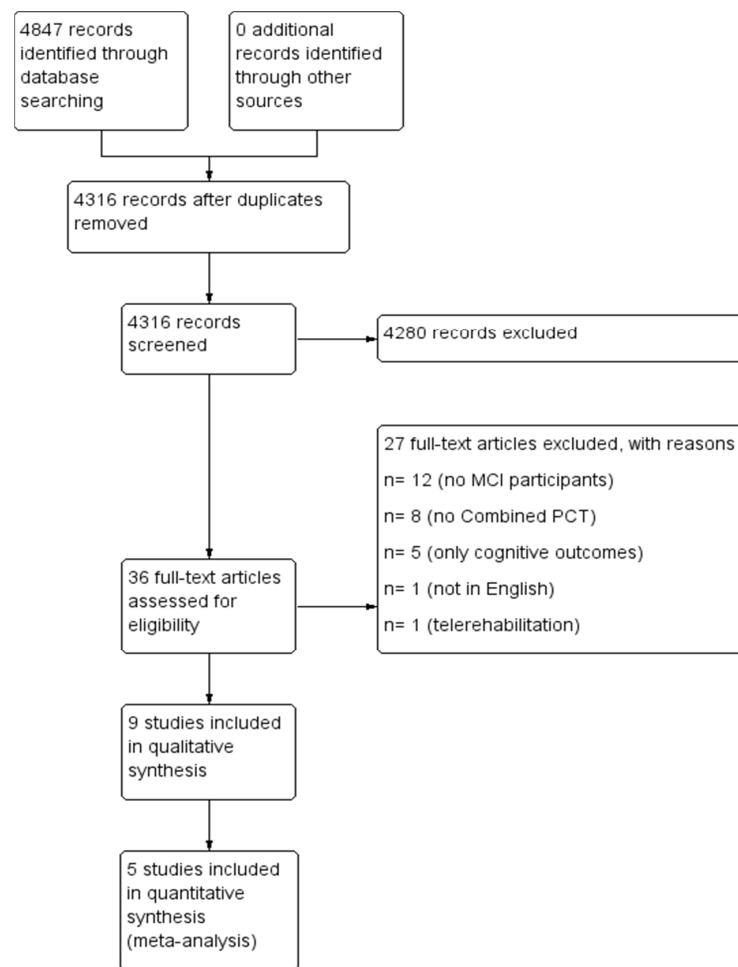 4847 records
identified through
database
searching
0 additional
records identified
through other
sources
4316 records after duplicates
removed
4316 records
screened
4280 records excluded
27 full-text articles excluded, with reasons
n= 12 (no MCI participants)
n= 8 (no Combined PCT)
n= 5 (only cognitive outcomes)
n= 1 (not in English)
n= 1 (telerehabilitation)
36 full-text articles
assessed for
eligibility
9 studies included
in qualitative
synthesis
5 studies included
in quantitative
synthesis
(meta-analysis)